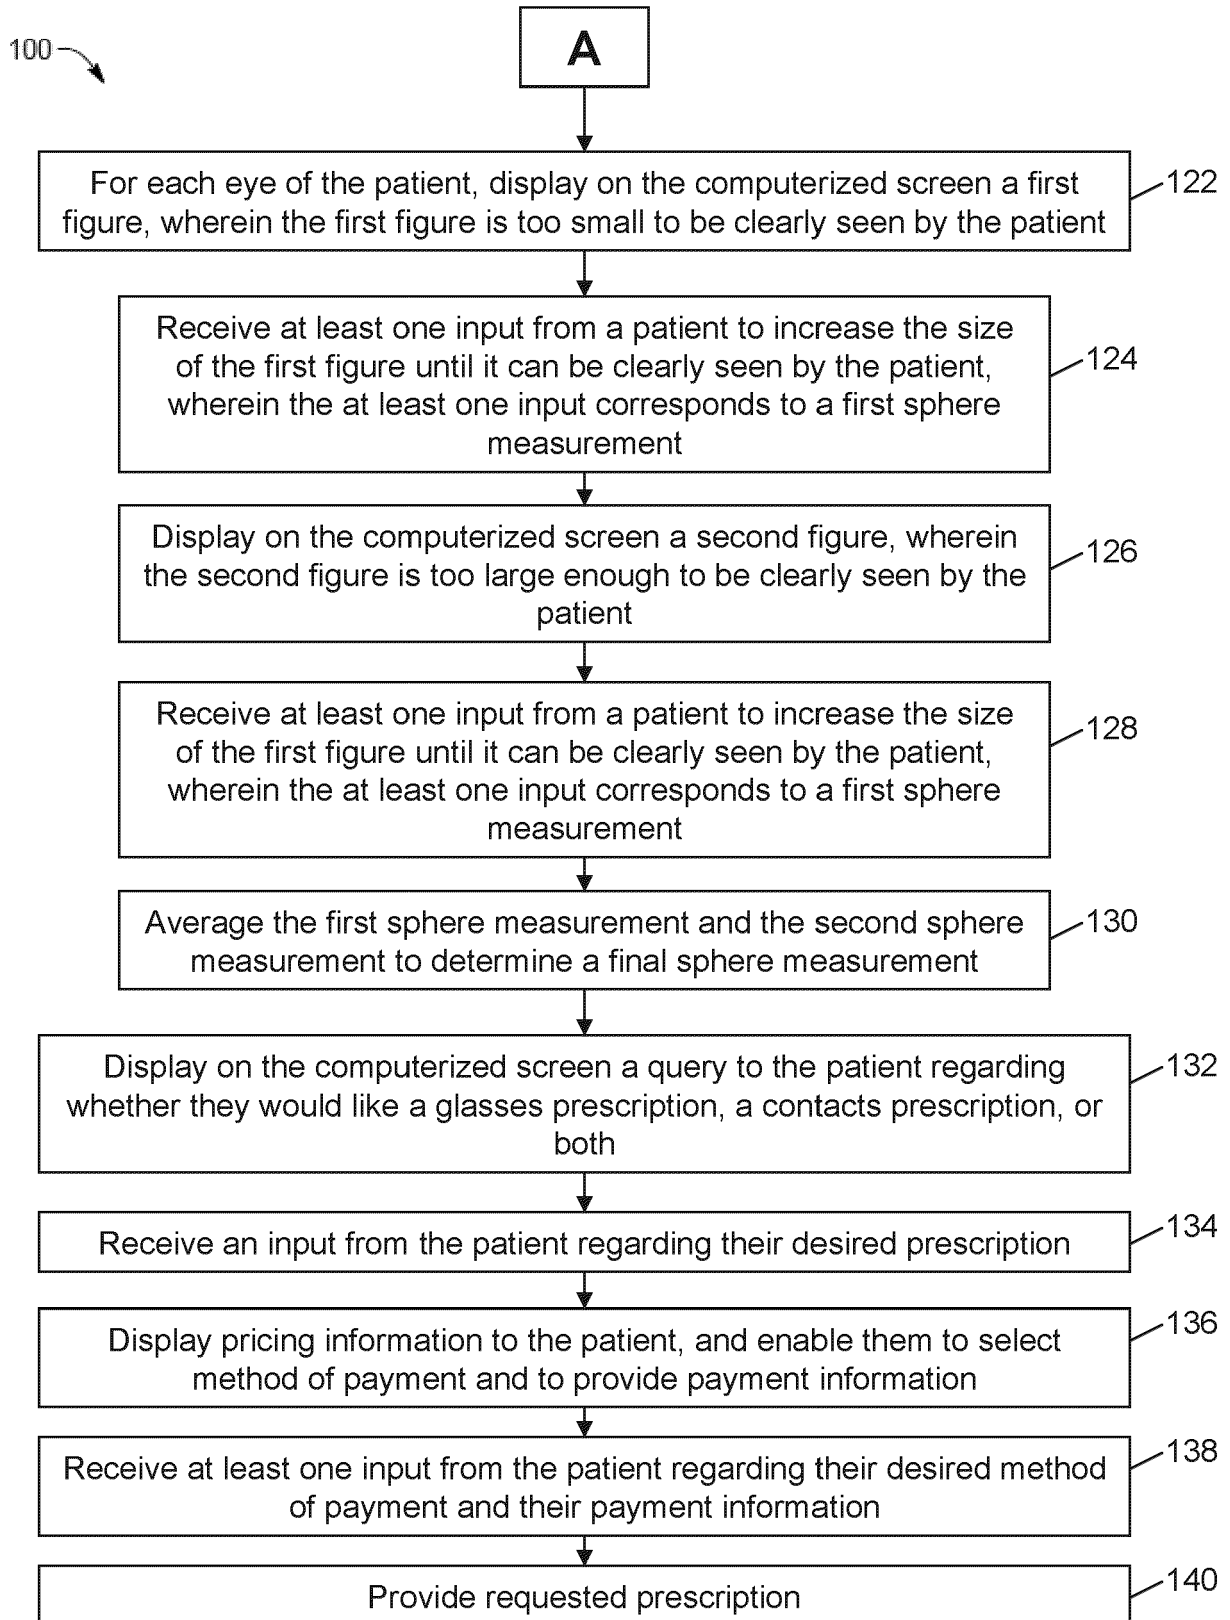 100
A
For each eye of the patient, display on the computerized screen a first
figure, wherein the first figure is too small to be clearly seen by the patient
122
Receive at least one input from a patient to increase the size
of the first figure until it can be clearly seen by the patient,
wherein the at least one input corresponds to a first sphere
measurement
124
Display on the computerized screen a second figure, wherein
the second figure is too large enough to be clearly seen by the
patient
126
Receive at least one input from a patient to increase the size
of the first figure until it can be clearly seen by the patient,
wherein the at least one input corresponds to a first sphere
measurement
128
Average the first sphere measurement and the second sphere
measurement to determine a final sphere measurement
130
Display on the computerized screen a query to the patient regarding
whether they would like a glasses prescription, a contacts prescription, or
both
132
Receive an input from the patient regarding their desired prescription
134
Display pricing information to the patient, and enable them to select
method of payment and to provide payment information
136
Receive at least one input from the patient regarding their desired method
of payment and their payment information
138
Provide requested prescription
140